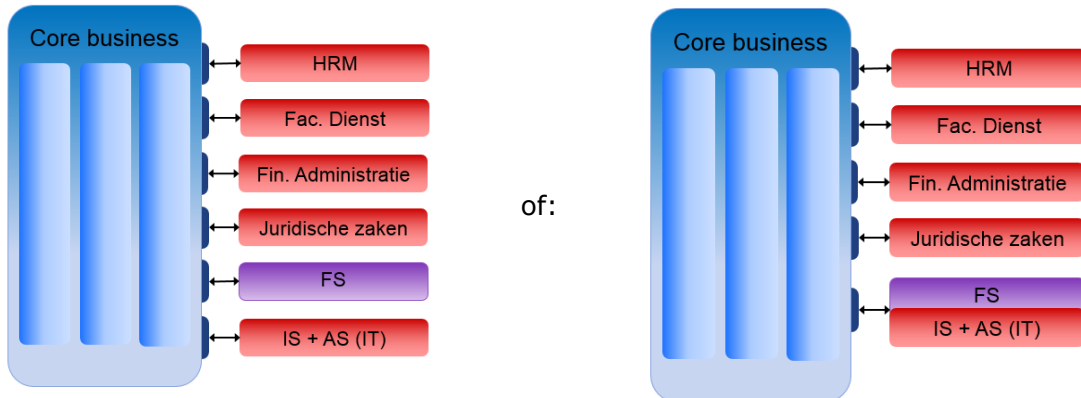 Core business
HRM
Fac. Dienst
Fin. Administratie
Juridische zaken
FS
IS + AS (IT)
of:
Core business
HRM
Fac. Dienst
Fin. Administratie
Juridische zaken
FS
IS + AS (IT)